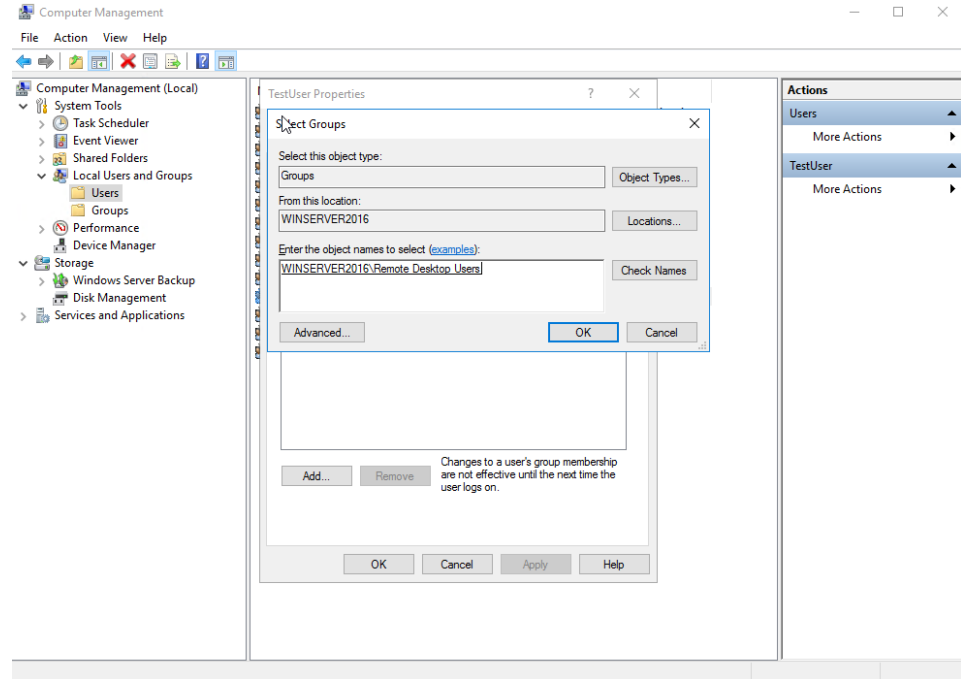 Computer Management
File Action View Help
Computer Management (Local)
System Tools
Task Scheduler
Event Viewer
Shared Folders
Local Users and Groups
Users
Groups
Performance
Device Manager
Storage
Windows Server Backup
Disk Management
Services and Applications
TestUser Properties ?
Select Groups
Select this object type:
Groups
Object Types...
From this location:
WINSERVER2016
Locations...
Enter the object names to select (examples):
WINSERVER2016\Remote Desktop Users
Check Names
Advanced...
OK
Cancel
Add...
Remove
Changes to a user's group membership
are not effective until the next time the
user logs on.
OK
Cancel
Apply
Help
Actions
Users
More Actions
TestUser
More Actions